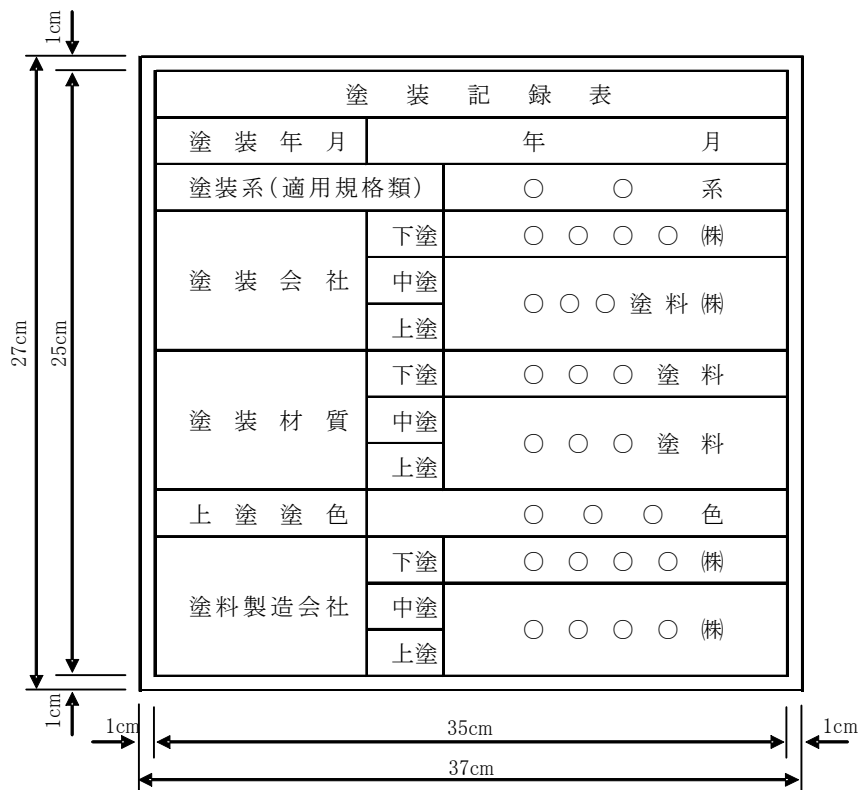 1cm
塗装記録表
塗装年月 年 月
塗装系(適用規格類) ○ ○ 系
下塗 ○ ○ ○ ○ ㈱
塗装会社 中塗 ○ ○ ○ 塗 料 ㈱
上塗
下塗 ○ ○ ○ 塗 料
塗装材質 中塗 ○ ○ ○ 塗 料
上塗
上塗塗色 ○ ○ ○ 色
下塗 ○ ○ ○ ○ ㈱
塗料製造会社 中塗 ○ ○ ○ ○ ㈱
上塗
27cm
25cm
1cm
1cm 35cm 1cm
37cm